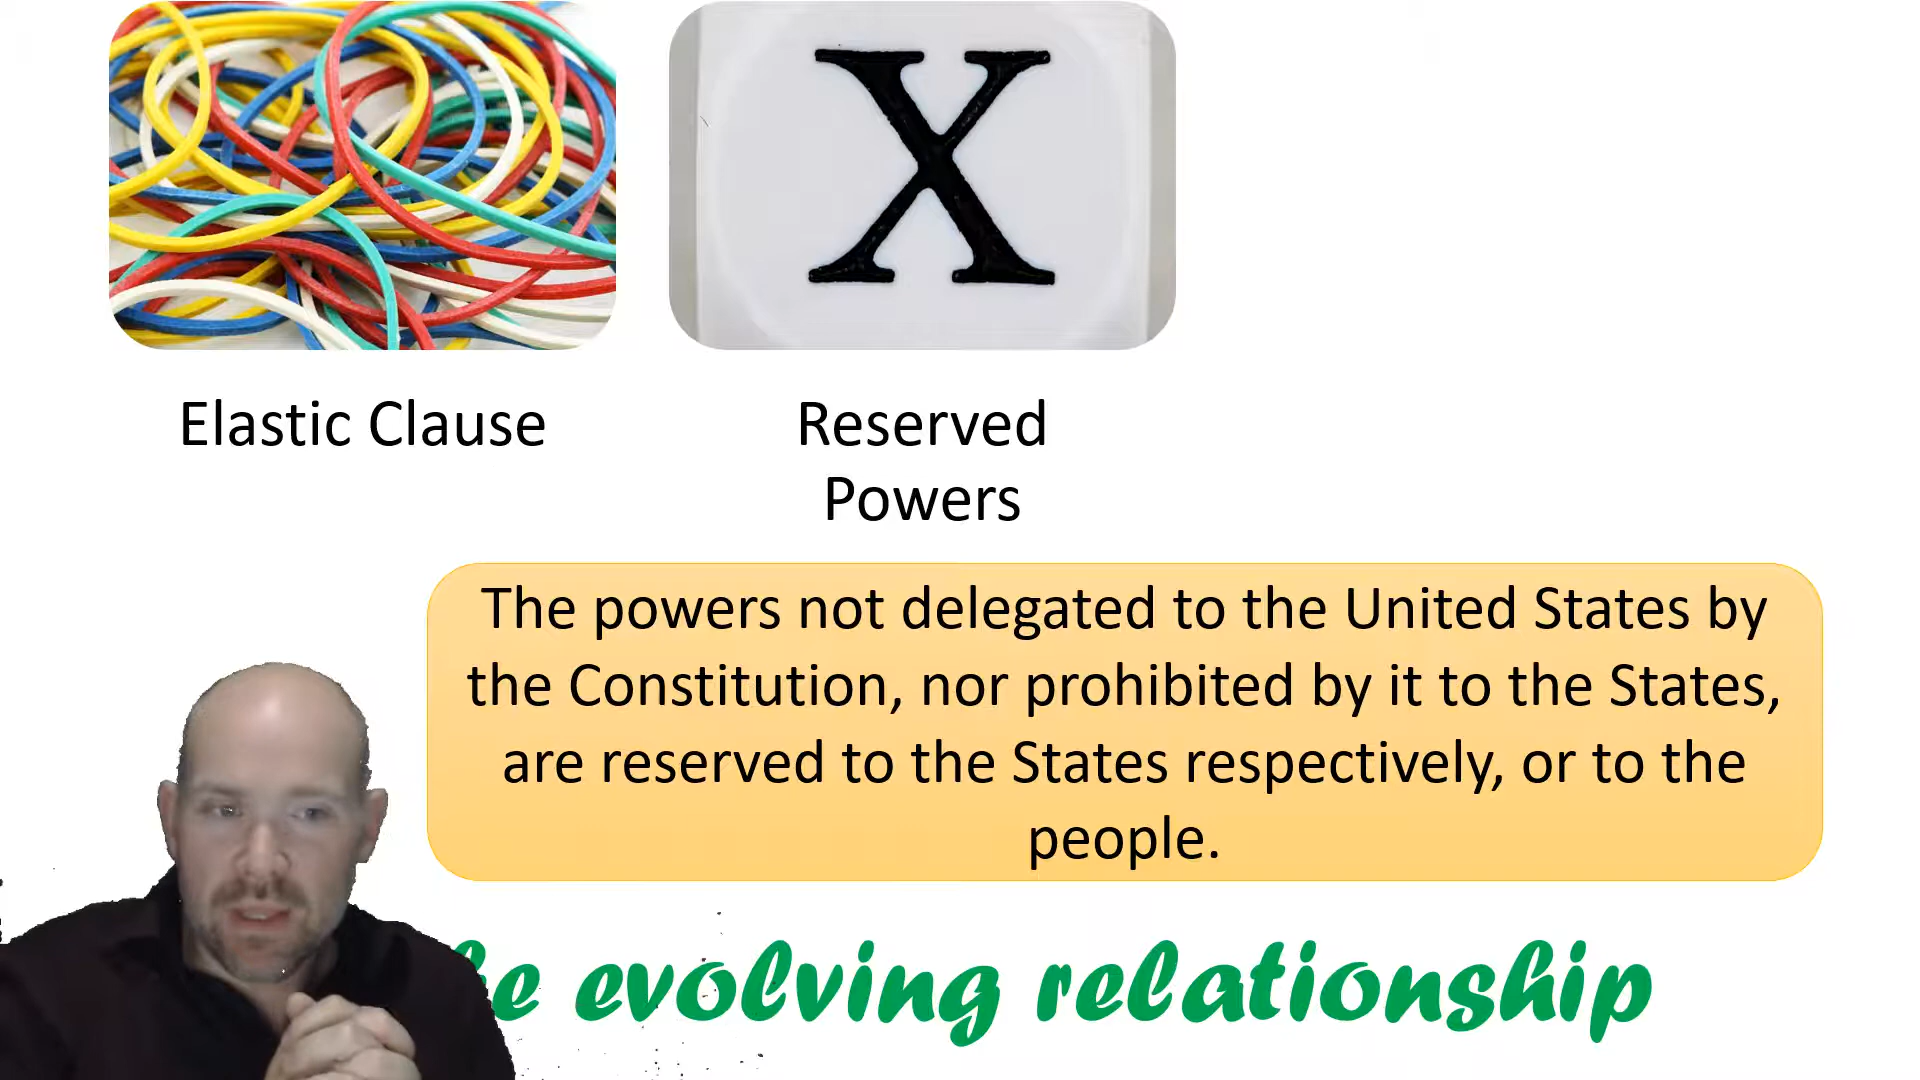 X
Elastic Clause
Reserved
Powers
The powers not delegated to the United States by
the Constitution, nor prohibited by it to the States,
are reserved to the States respectively, or to the
people.
evolving relationship